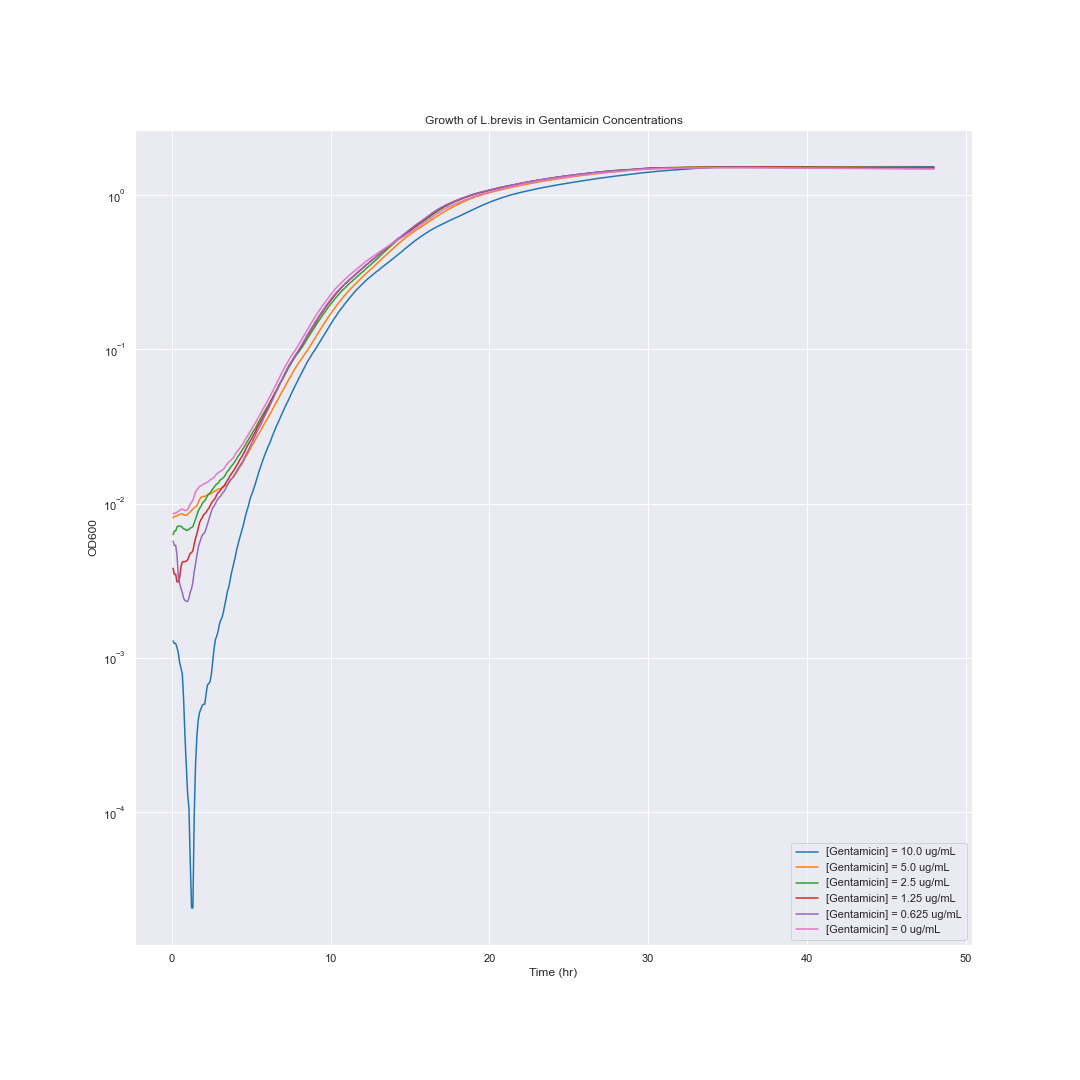 Growth of L.brevis in Gentamicin Concentrations
OD600
10⁰
10⁻¹
10⁻²
10⁻³
10⁻⁴
[Gentamicin] = 10.0 ug/mL
[Gentamicin] = 5.0 ug/mL
[Gentamicin] = 2.5 ug/mL
[Gentamicin] = 1.25 ug/mL
[Gentamicin] = 0.625 ug/mL
[Gentamicin] = 0 ug/mL
0 10 20 30 40 50
Time (hr)